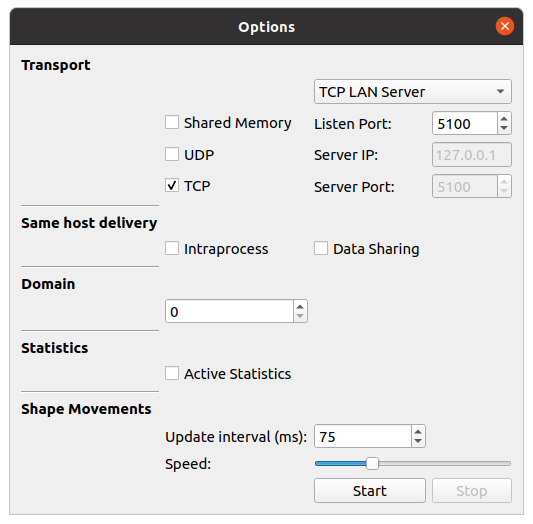 Options
Transport
TCP LAN Server
Shared Memory Listen Port: 5100
UDP Server IP: 127.0.0.1
TCP Server Port: 5100
Same host delivery
Intraprocess Data Sharing
Domain
0
Statistics
Active Statistics
Shape Movements
Update interval (ms): 75
Speed:
Start Stop